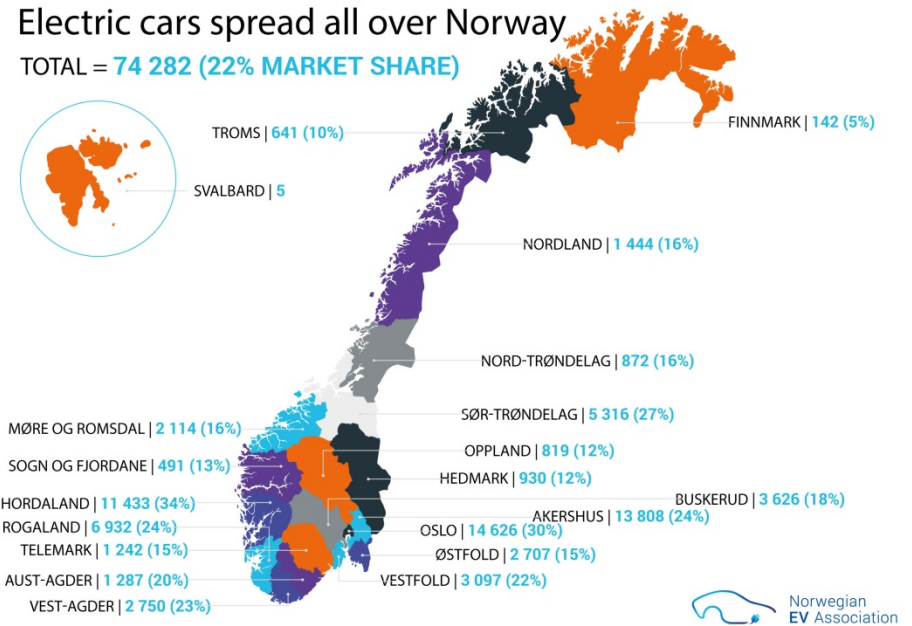 Electric cars spread all over Norway
TOTAL = 74 282 (22% MARKET SHARE)
TROMS | 641 (10%)
FINNMARK | 142 (5%)
SVALBARD | 5
NORDLAND | 1 444 (16%)
NORD-TRØNDELAG | 872 (16%)
SØR-TRØNDELAG | 5 316 (27%)
MØRE OG ROMSDAL | 2 114 (16%)
OPPLAND | 819 (12%)
SOGN OG FJORDANE | 491 (13%)
HEDMARK | 930 (12%)
HORDALAND | 11 433 (34%)
BUSKERUD | 3 626 (18%)
AKERSHUS | 13 808 (24%)
ROGALAND | 6 932 (24%)
OSLO | 14 626 (30%)
TELEMARK | 1 242 (15%)
ØSTFOLD | 2 707 (15%)
AUST-AGDER | 1 287 (20%)
VESTFOLD | 3 097 (22%)
VEST-AGDER | 2 750 (23%)
Norwegian
EV Association